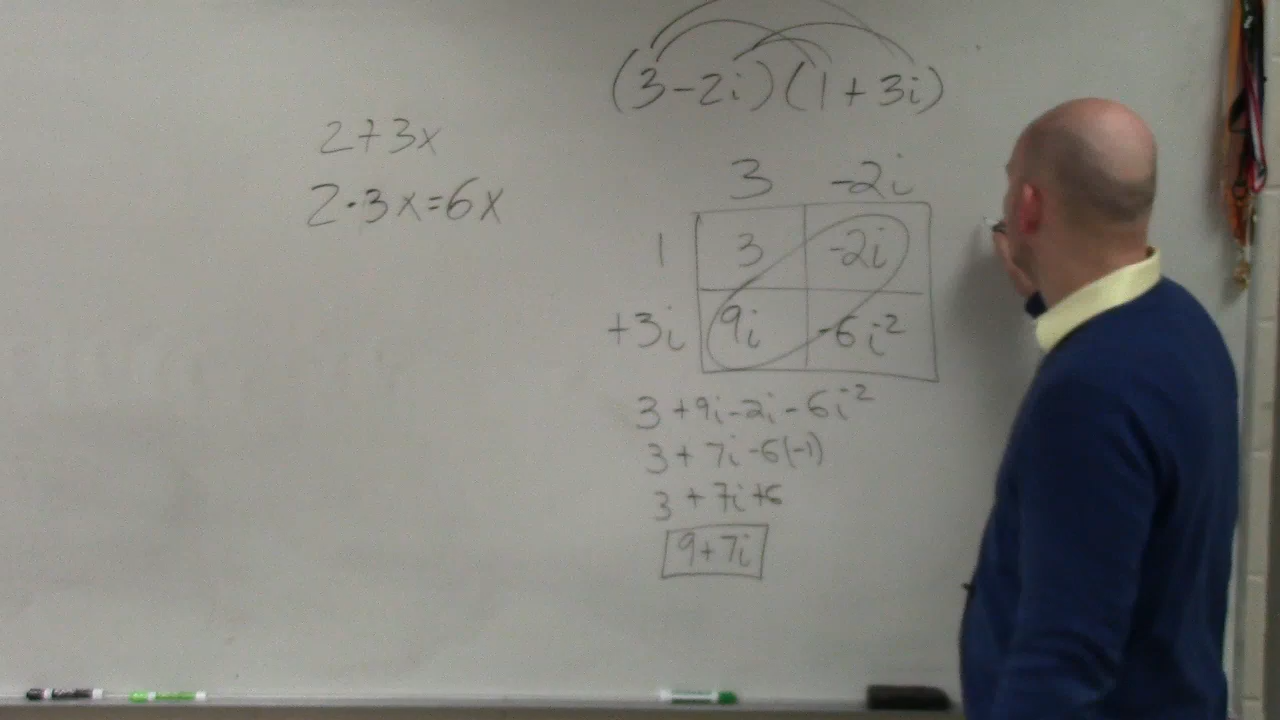 (3-2i)(1+3i)
2+3x
2·3x=6x
3 -2i
1 3 -2i
+3i 9i -6i²
3+9i-2i-6i²
3+7i-6(-1)
3+7i+6
9+7i